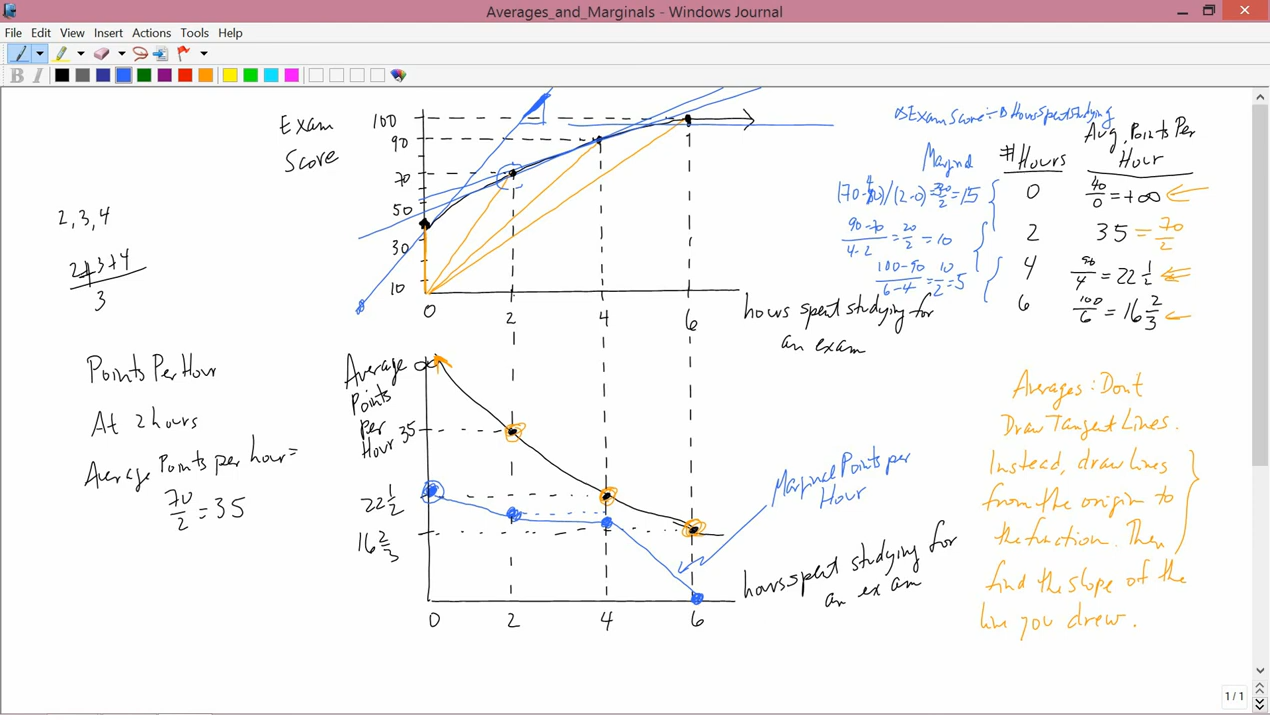 Averages_and_Marginals - Windows Journal
File Edit View Insert Actions Tools Help
B I
Exam
Score
100
90
70
50
30
10
0 2 4 6
hours spent studying for
an exam
2, 3, 4
2+3+4
3
Points Per Hour
At 2 hours
Average Points per hour =
70/2 = 35
Average
Points
Per
Hour
∞
35
22 1/2
16 2/3
0 2 4 6
hours spent studying for
an exam
Marginal Points per
Hour
ΔExam Score ÷ Δ Hours spent studying
Marginal
= 15
90-70/4-2 = 20/2 = 10
100-90/6-4 = 10/2 = 5
# Hours
0
2
4
6
Avg. Points Per
Hour
40/0 = +∞
35 = 70/2
90/4 = 22 1/2
100/6 = 16 2/3
Averages: Dont
Draw Tangent Lines.
Instead, draw lines
from the origin to
the function. Then
find the slope of the
line you drew.
1 / 1